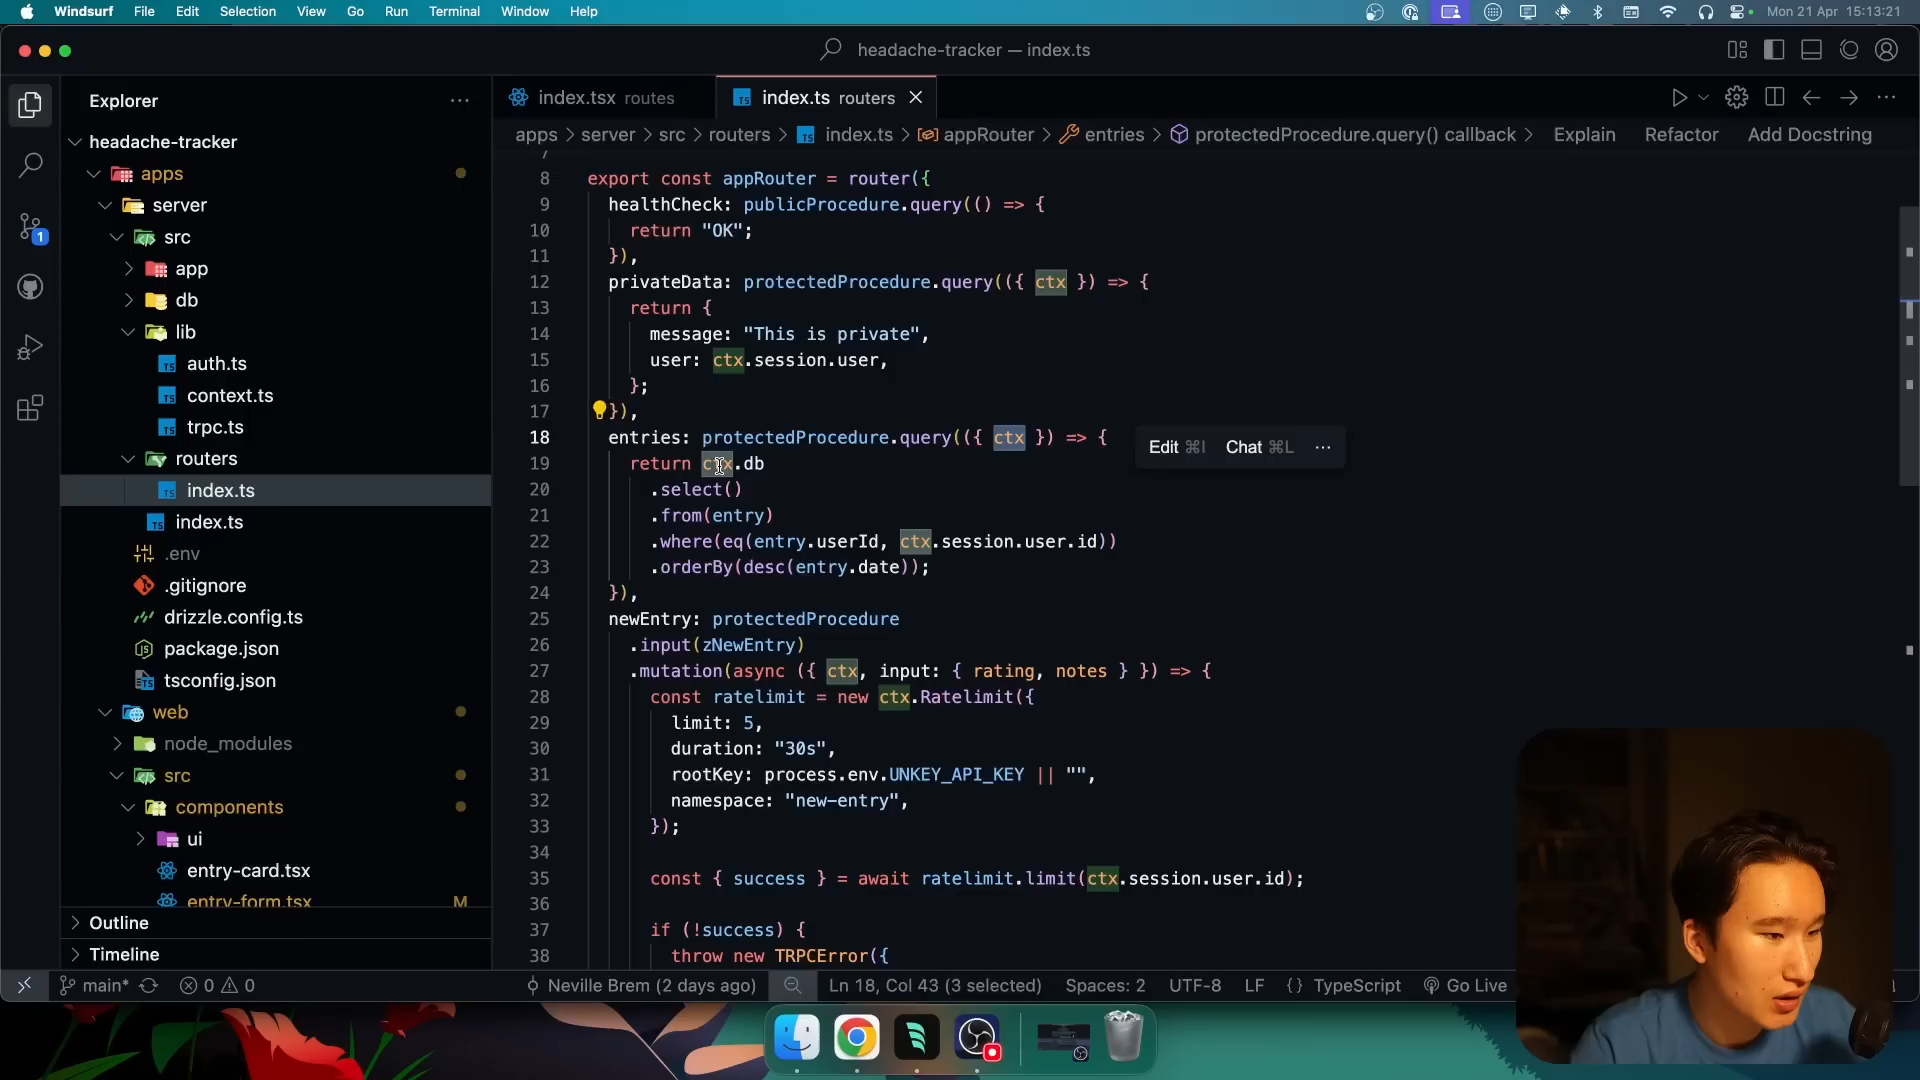 Windsurf File Edit Selection View Go Run Terminal Window Help
Mon 21 Apr 15:13:21
headache-tracker — index.ts
Explorer
headache-tracker
apps
server
src
app
db
lib
auth.ts
context.ts
trpc.ts
routers
index.ts
index.ts
.env
.gitignore
drizzle.config.ts
package.json
tsconfig.json
web
node_modules
src
components
ui
entry-card.tsx
entry-form.tsx M
Outline
Timeline
1
index.tsx routes
index.ts routers
apps > server > src > routers > index.ts > appRouter > entries > protectedProcedure.query() callback > Explain Refactor Add Docstring
7
8 export const appRouter = router({
9 healthCheck: publicProcedure.query(() => {
10 return "OK";
11 }),
12 privateData: protectedProcedure.query(({ ctx }) => {
13 return {
14 message: "This is private",
15 user: ctx.session.user,
16 };
17 }),
18 entries: protectedProcedure.query(({ ctx }) => {
Edit ⌘I Chat ⌘L ···
19 return ctx.db
20 .select()
21 .from(entry)
22 .where(eq(entry.userId, ctx.session.user.id))
23 .orderBy(desc(entry.date));
24 }),
25 newEntry: protectedProcedure
26 .input(zNewEntry)
27 .mutation(async ({ ctx, input: { rating, notes } }) => {
28 const ratelimit = new ctx.Ratelimit({
29 limit: 5,
30 duration: "30s",
31 rootKey: process.env.UNKEY_API_KEY || "",
32 namespace: "new-entry",
33 });
34
35 const { success } = await ratelimit.limit(ctx.session.user.id);
36
37 if (!success) {
38 throw new TRPCError({
main* 0 0 Neville Brem (2 days ago) Ln 18, Col 43 (3 selected) Spaces: 2 UTF-8 LF {} TypeScript Go Live